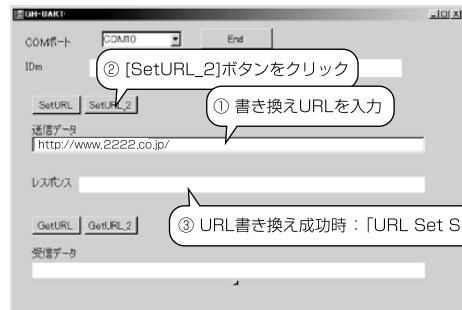 GH-UART
COMポート COM10 End
IDm
② [SetURL_2]ボタンをクリック
SetURL SetURL_2
① 書き換えURLを入力
送信データ
http://www.2222.co.jp/
レスポンス
③ URL書き換え成功時：「URL Set S
GetURL GetURL_2
受信データ